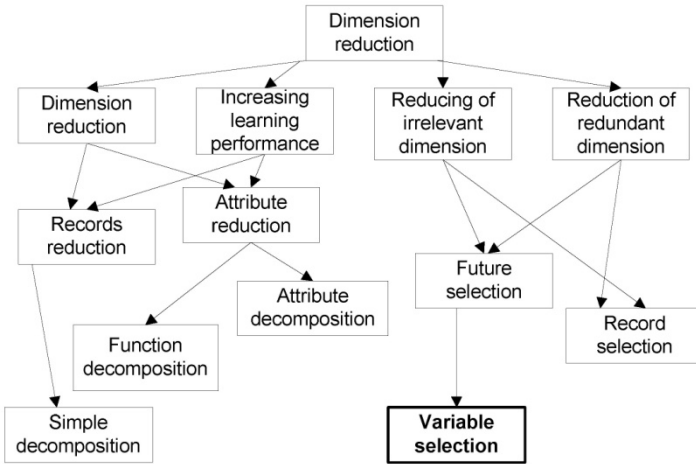 Dimension
reduction
Dimension
reduction
Increasing
learning
performance
Reducing of
irrelevant
dimension
Reduction of
redundant
dimension
Records
reduction
Attribute
reduction
Future
selection
Attribute
decomposition
Record
selection
Function
decomposition
Simple
decomposition
Variable
selection